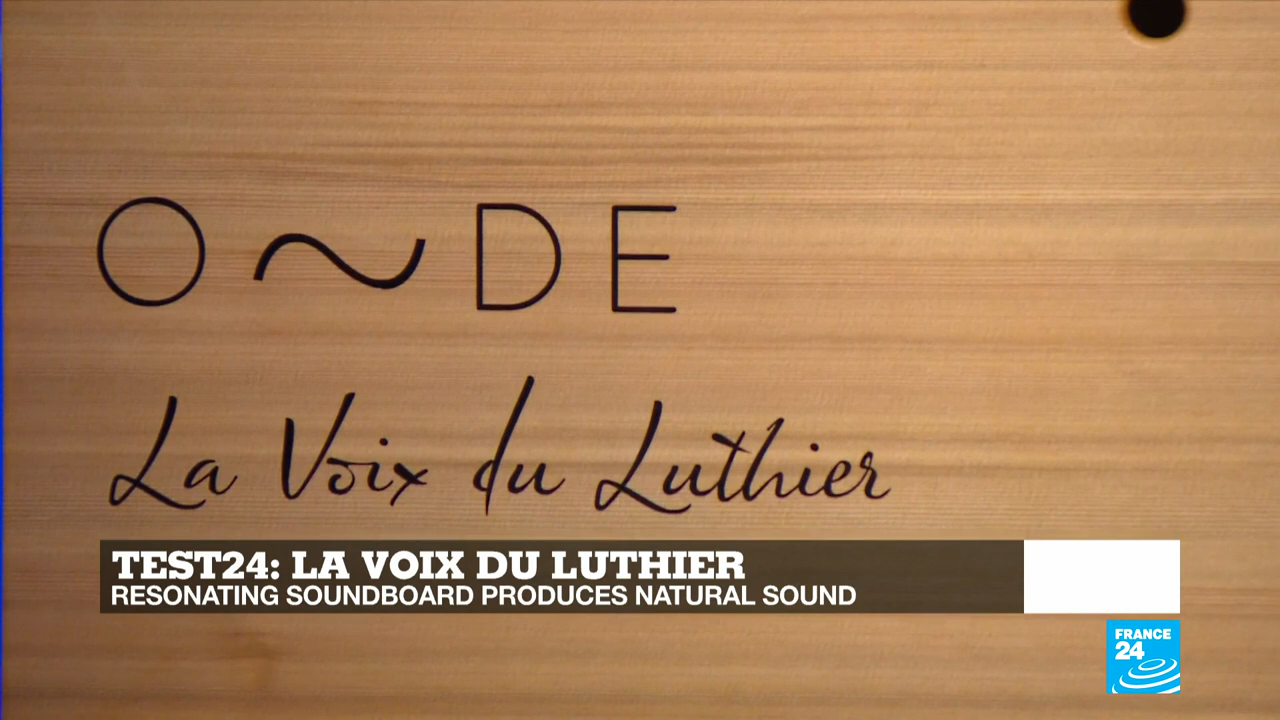 O~DE
La Voix du Luthier
TEST24: LA VOIX DU LUTHIER
RESONATING SOUNDBOARD PRODUCES NATURAL SOUND
FRANCE
24